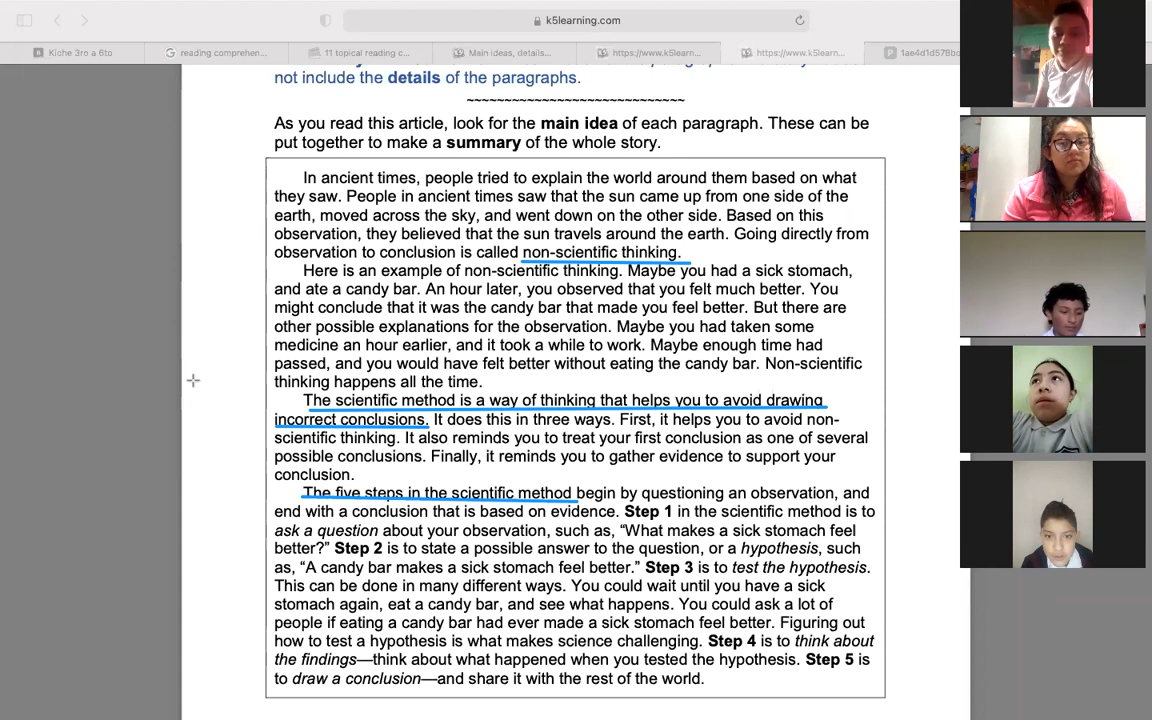 k5learning.com
Kiche 3ro a 6to
reading comprehen...
11 topical reading c...
Main ideas, details...
https://www.k5learn...
https://www.k5learn...
1ae4d1d578bc
not include the details of the paragraphs.
~~~~~~~~~~~~~~~~~~~~~~~~~~~~~
As you read this article, look for the main idea of each paragraph. These can be
put together to make a summary of the whole story.
In ancient times, people tried to explain the world around them based on what
they saw. People in ancient times saw that the sun came up from one side of the
earth, moved across the sky, and went down on the other side. Based on this
observation, they believed that the sun travels around the earth. Going directly from
observation to conclusion is called non-scientific thinking.
Here is an example of non-scientific thinking. Maybe you had a sick stomach,
and ate a candy bar. An hour later, you observed that you felt much better. You
might conclude that it was the candy bar that made you feel better. But there are
other possible explanations for the observation. Maybe you had taken some
medicine an hour earlier, and it took a while to work. Maybe enough time had
passed, and you would have felt better without eating the candy bar. Non-scientific
thinking happens all the time.
The scientific method is a way of thinking that helps you to avoid drawing
incorrect conclusions. It does this in three ways. First, it helps you to avoid non-
scientific thinking. It also reminds you to treat your first conclusion as one of several
possible conclusions. Finally, it reminds you to gather evidence to support your
conclusion.
The five steps in the scientific method begin by questioning an observation, and
end with a conclusion that is based on evidence. Step 1 in the scientific method is to
ask a question about your observation, such as, “What makes a sick stomach feel
better?” Step 2 is to state a possible answer to the question, or a hypothesis, such
as, “A candy bar makes a sick stomach feel better.” Step 3 is to test the hypothesis.
This can be done in many different ways. You could wait until you have a sick
stomach again, eat a candy bar, and see what happens. You could ask a lot of
people if eating a candy bar had ever made a sick stomach feel better. Figuring out
how to test a hypothesis is what makes science challenging. Step 4 is to think about
the findings—think about what happened when you tested the hypothesis. Step 5 is
to draw a conclusion—and share it with the rest of the world.